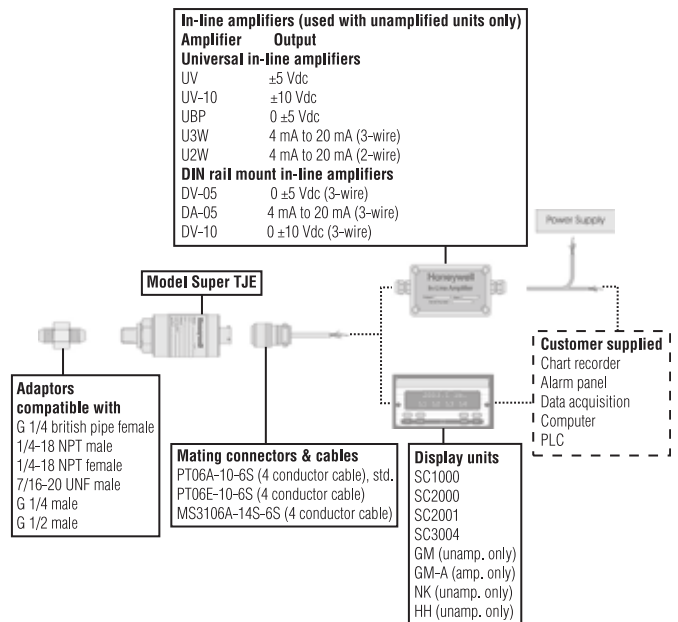 In-line amplifiers (used with unamplified units only)
Amplifier Output
Universal in-line amplifiers
UV ±5 Vdc
UV-10 ±10 Vdc
UBP 0 ±5 Vdc
U3W 4 mA to 20 mA (3-wire)
U2W 4 mA to 20 mA (2-wire)
DIN rail mount in-line amplifiers
DV-05 0 ±5 Vdc (3-wire)
DA-05 4 mA to 20 mA (3-wire)
DV-10 0 ±10 Vdc (3-wire)
Power Supply
Honeywell
In-Line Amplifier
Model Super TJE
Honeywell
Customer supplied
Chart recorder
Alarm panel
Data acquisition
Computer
PLC
Adaptors
compatible with
G 1/4 british pipe female
1/4-18 NPT male
1/4-18 NPT female
7/16-20 UNF male
G 1/4 male
G 1/2 male
Mating connectors & cables
PT06A-10-6S (4 conductor cable), std.
PT06E-10-6S (4 conductor cable)
MS3106A-14S-6S (4 conductor cable)
Display units
SC1000
SC2000
SC2001
SC3004
GM (unamp. only)
GM-A (amp. only)
NK (unamp. only)
HH (unamp. only)